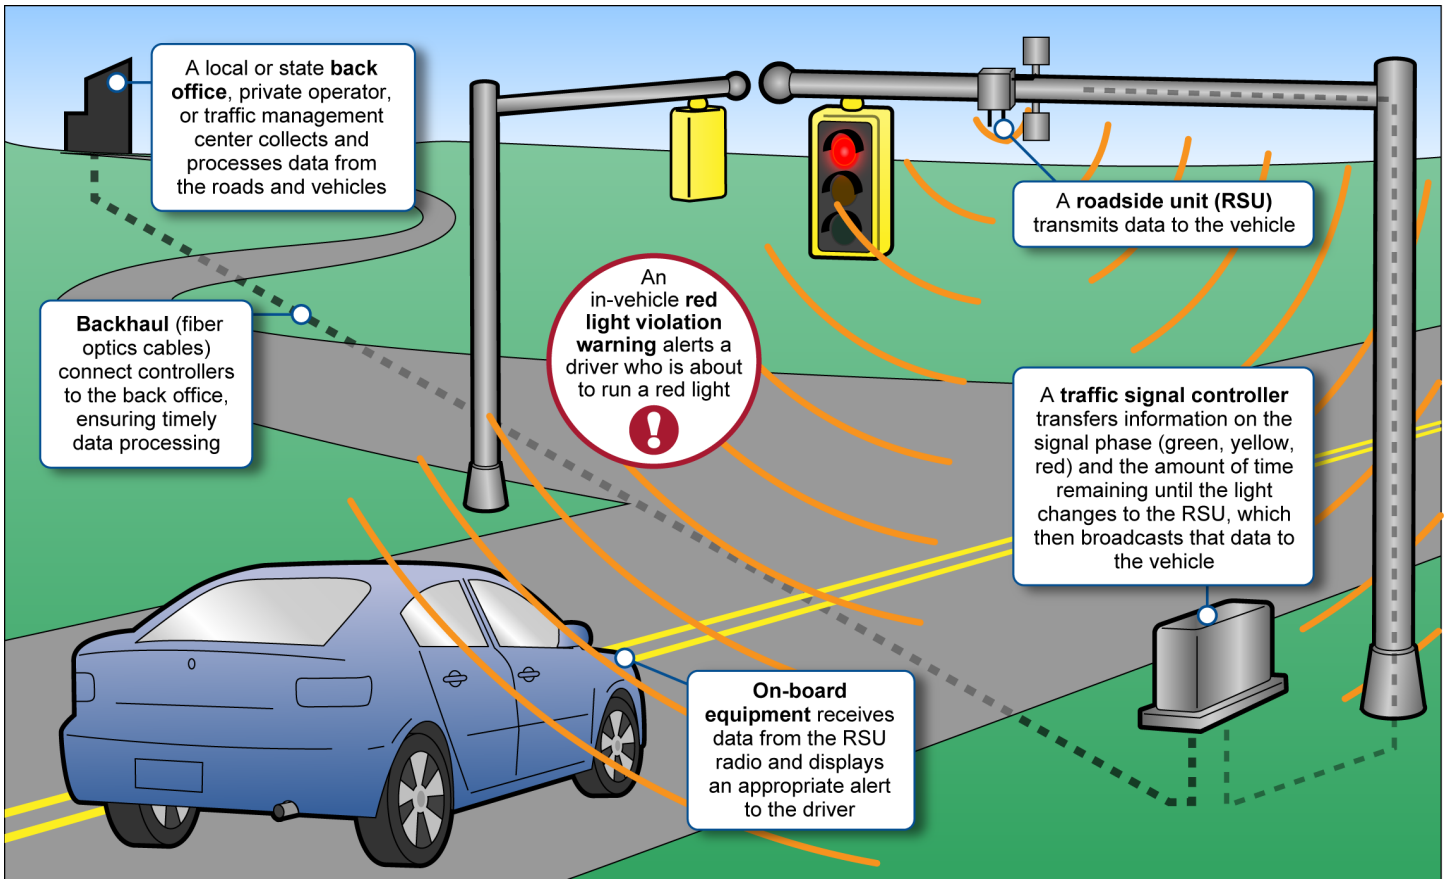 A local or state back
office, private operator,
or traffic management
center collects and
processes data from
the roads and vehicles
A roadside unit (RSU)
transmits data to the vehicle
An
in-vehicle red
light violation
warning alerts a
driver who is about
to run a red light
!
Backhaul (fiber
optics cables)
connect controllers
to the back office,
ensuring timely
data processing
A traffic signal controller
transfers information on the
signal phase (green, yellow,
red) and the amount of time
remaining until the light
changes to the RSU, which
then broadcasts that data to
the vehicle
On-board
equipment receives
data from the RSU
radio and displays
an appropriate alert
to the driver